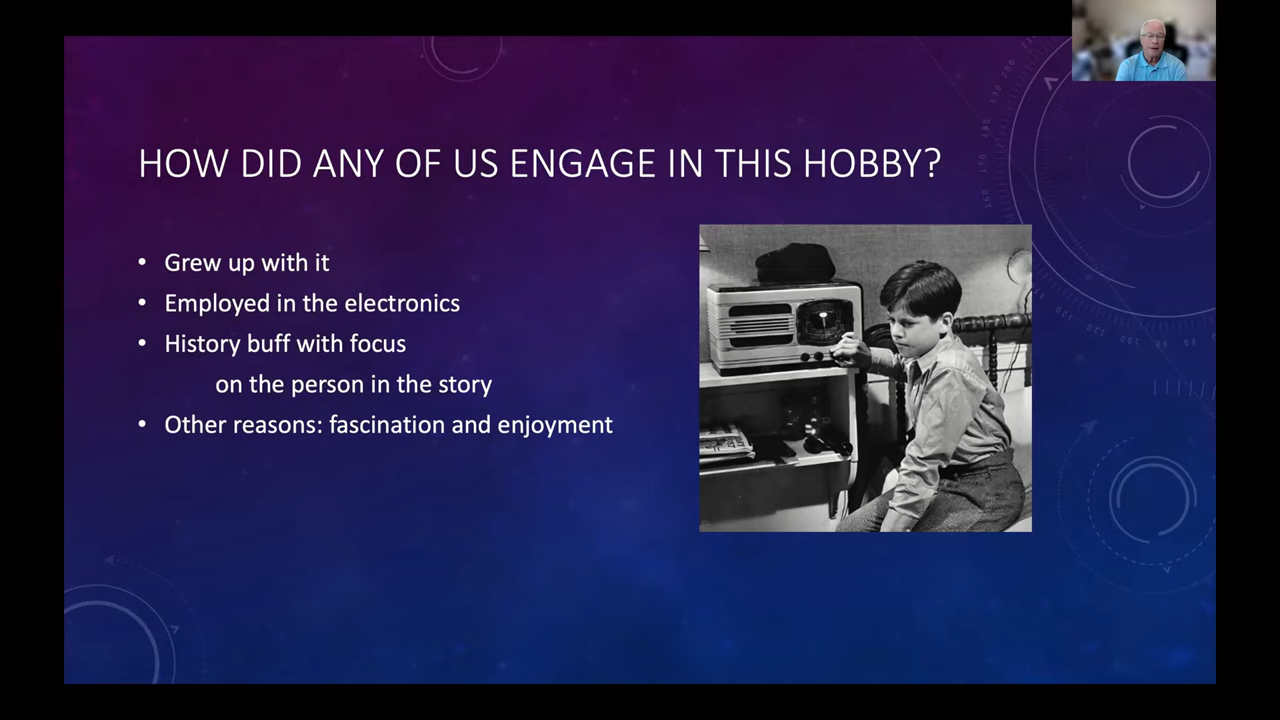 HOW DID ANY OF US ENGAGE IN THIS HOBBY?
• Grew up with it
• Employed in the electronics
• History buff with focus
on the person in the story
• Other reasons: fascination and enjoyment